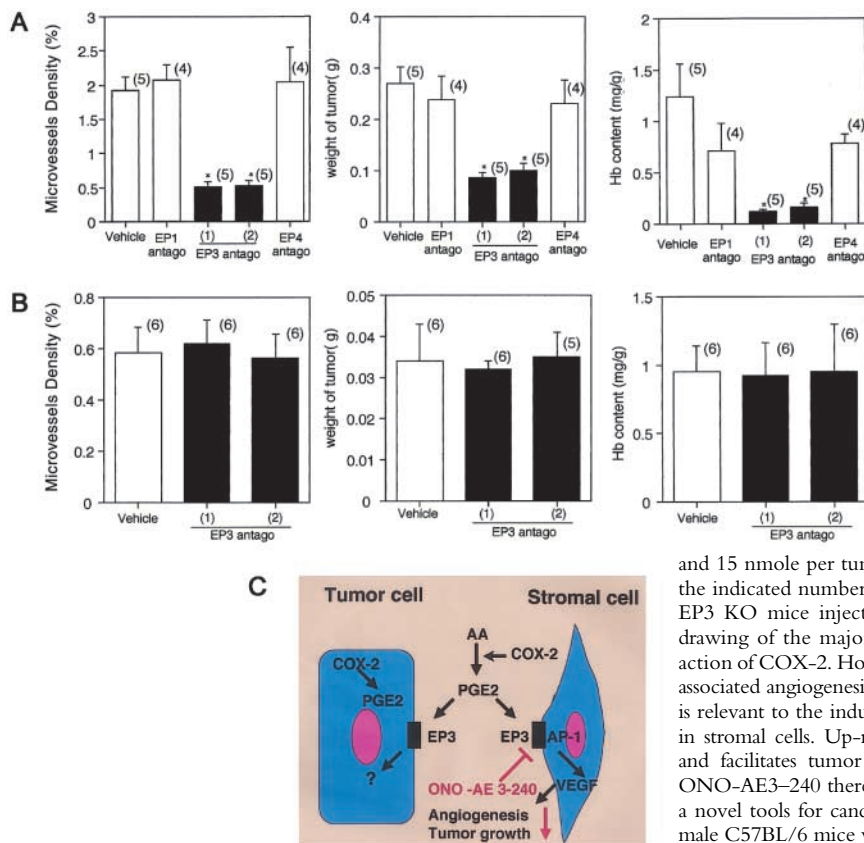 A
Microvessels Density (%)
3
2.5
2
1.5
1
0.5
0
(5)
(4)
* (5)
* (5)
(4)
Vehicle
EP1
antago
(1)
(2)
EP3 antago
EP4
antago
weight of tumor( g)
0.4
0.3
0.2
0.1
0
(5)
(4)
* (5)
* (5)
(4)
Vehicle
EP1
antago
(1)
(2)
EP3 antago
EP4
antago
Hb content (mg/g)
2
1.5
1
0.5
0
(5)
(4)
* (5)
* (5)
(4)
Vehicle
EP1
antago
(1)
(2)
EP3 antago
EP4
antago
B
Microvessels Density (%)
0.8
0.6
0.4
0.2
0
(6)
(6)
(6)
Vehicle
(1)
(2)
EP3 antago
weight of tumor( g)
0.05
0.04
0.03
0.02
0.01
0
(6)
(6)
(5)
Vehicle
(1)
(2)
EP3 antago
Hb content (mg/g)
1.5
1
0.5
0
(6)
(6)
(6)
Vehicle
(1)
(2)
EP3 antago
C
Tumor cell
Stromal cell
COX-2
PGE2
EP3
?
AA
COX-2
PGE2
EP3
AP-1
VEGF
ONO -AE 3-240
Angiogenesis
Tumor growth
and 15 nmole per tum
the indicated number
EP3 KO mice inject
drawing of the major
action of COX-2. Ho
associated angiogenesi
is relevant to the indu
in stromal cells. Up-r
and facilitates tumor
ONO-AE3–240 there
a novel tools for canc
male C57BL/6 mice v